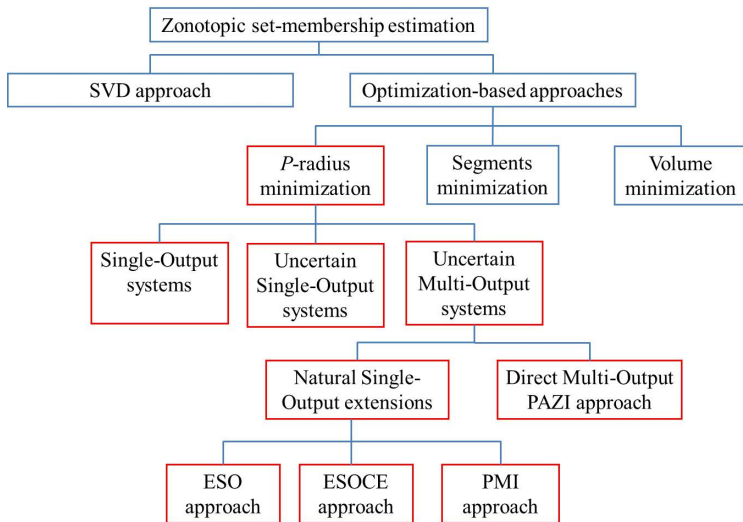 Zonotopic set-membership estimation
SVD approach
Optimization-based approaches
P-radius
minimization
Segments
minimization
Volume
minimization
Single-Output
systems
Uncertain
Single-Output
systems
Uncertain
Multi-Output
systems
Natural Single-
Output extensions
Direct Multi-Output
PAZI approach
ESO
approach
ESOCE
approach
PMI
approach